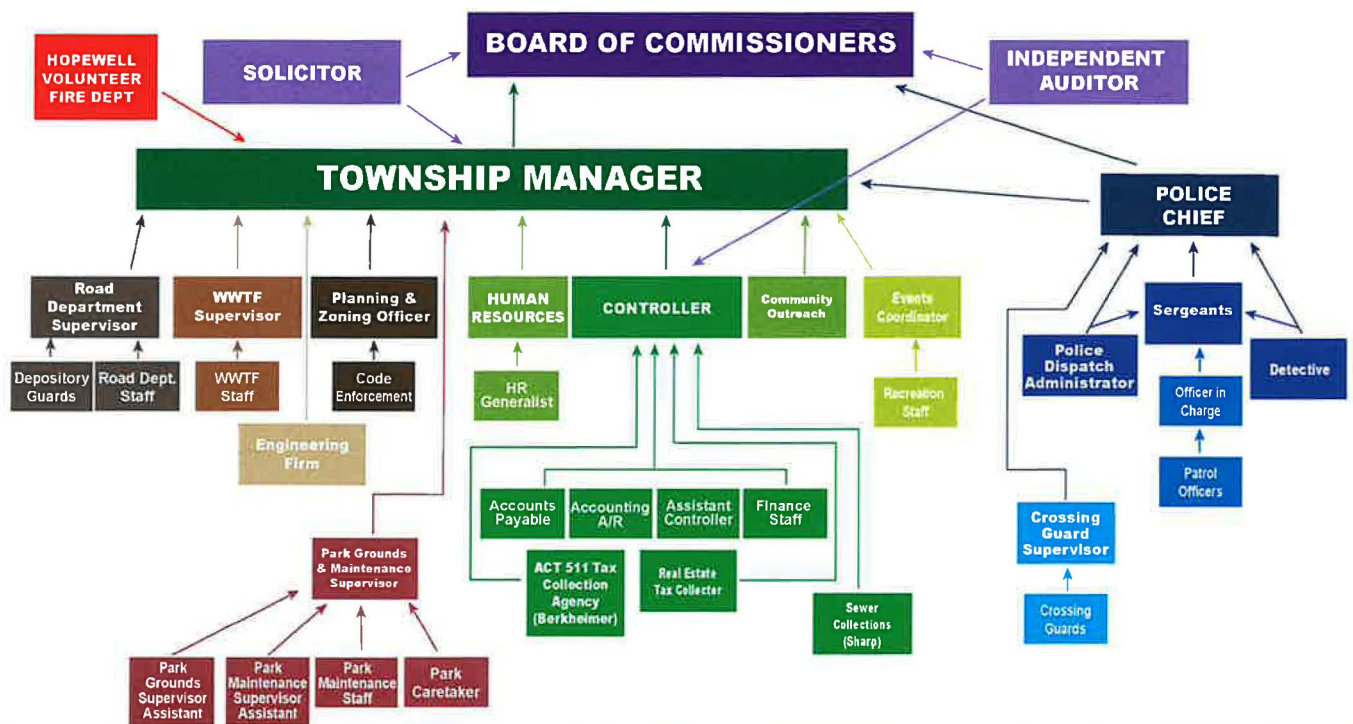 BOARD OF COMMISSIONERS
HOPEWELL
VOLUNTEER
FIRE DEPT
SOLICITOR
INDEPENDENT
AUDITOR
TOWNSHIP MANAGER
POLICE
CHIEF
Road
Department
Supervisor
WWTF
Supervisor
Planning &
Zoning Officer
HUMAN
RESOURCES
CONTROLLER
Community
Outreach
Events
Coordinator
Sergeants
Depository
Guards
Road Dept.
Staff
WWTF
Staff
Code
Enforcement
HR
Generalist
Recreation
Staff
Police
Dispatch
Administrator
Officer in
Charge
Detective
Engineering
Firm
Patrol
Officers
Accounts
Payable
Accounting
A/R
Assistant
Controller
Finance
Staff
Crossing
Guard
Supervisor
Park Grounds
& Maintenance
Supervisor
ACT 511 Tax
Collection
Agency
(Berkheimer)
Real Estate
Tax Collecter
Sewer
Collections
(Sharp)
Crossing
Guards
Park
Grounds
Supervisor
Assistant
Park
Maintenance
Supervisor
Assistant
Park
Maintenance
Staff
Park
Caretaker